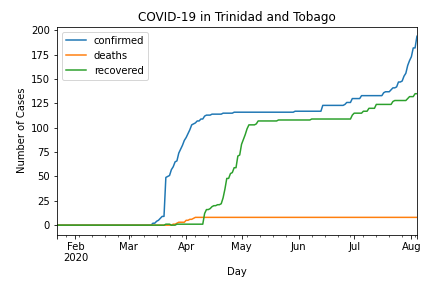 COVID-19 in Trinidad and Tobago
confirmed
deaths
recovered
Number of Cases
200
175
150
125
100
75
50
25
0
Feb Mar Apr May Jun Jul Aug
2020
Day